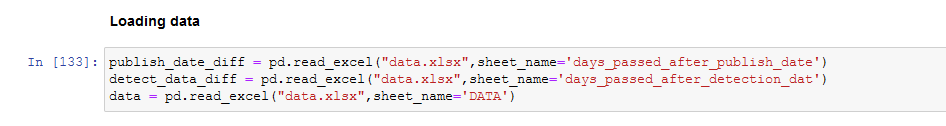 Loading data
In [133]: publish_date_diff = pd.read_excel("data.xlsx",sheet_name='days_passed_after_publish_date')
detect_data_diff = pd.read_excel("data.xlsx",sheet_name='days_passed_after_detection_dat')
data = pd.read_excel("data.xlsx",sheet_name='DATA')